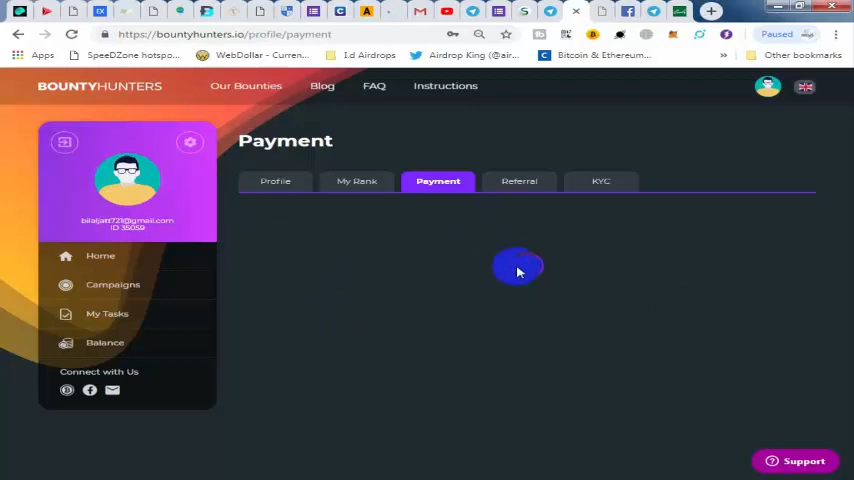 https://bountyhunters.io/profile/payment
Paused
Apps
SpeeDZone hotspo...
WebDollar - Curren...
I.d Airdrops
Airdrop King (@air...
Bitcoin & Ethereum...
Other bookmarks
BOUNTYHUNTERS
Our Bounties
Blog
FAQ
Instructions
Payment
Profile
My Rank
Payment
Referral
KYC
bilaljatt721@gmail.com
ID 35059
Home
Campaigns
My Tasks
Balance
Connect with Us
Support